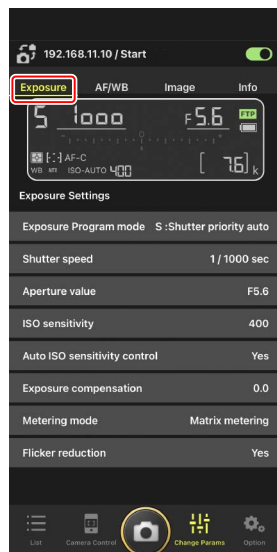 192.168.11.10 / Start
Exposure AF/WB Image Info
S 1000 F5.6 FTP
AF-C
WB ISO-AUTO 400 [ 7.6] k
Exposure Settings
Exposure Program mode S :Shutter priority auto
Shutter speed 1 / 1000 sec
Aperture value F5.6
ISO sensitivity 400
Auto ISO sensitivity control Yes
Exposure compensation 0.0
Metering mode Matrix metering
Flicker reduction Yes
List Camera Control Change Params Option